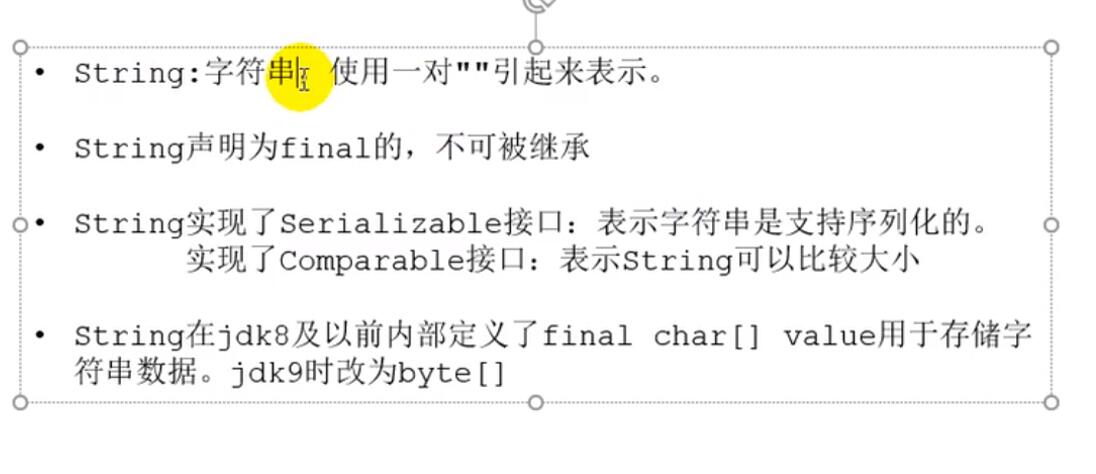 • String:字符串, 使用一对""引起来表示。
• String声明为final的，不可被继承
• String实现了Serializable接口：表示字符串是支持序列化的。
实现了Comparable接口：表示String可以比较大小
• String在jdk8及以前内部定义了final char[] value用于存储字
符串数据。jdk9时改为byte[]